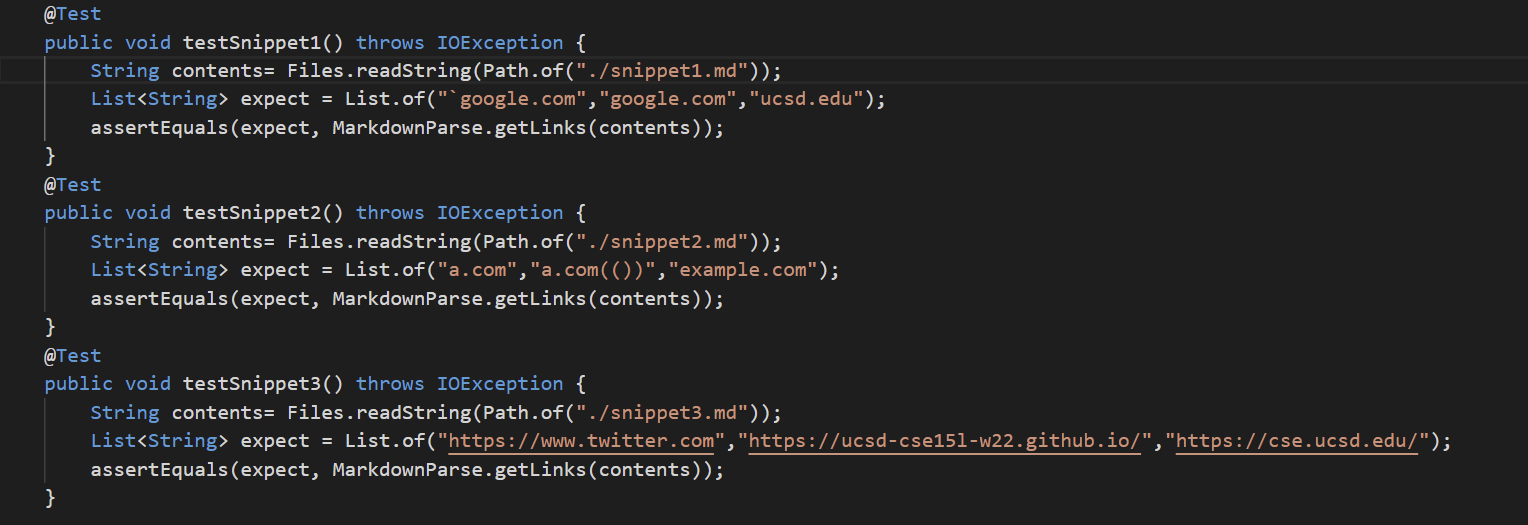 @Test
public void testSnippet1() throws IOException {
    String contents= Files.readString(Path.of("./snippet1.md"));
    List<String> expect = List.of("`google.com","google.com","ucsd.edu");
    assertEquals(expect, MarkdownParse.getLinks(contents));
}
@Test
public void testSnippet2() throws IOException {
    String contents= Files.readString(Path.of("./snippet2.md"));
    List<String> expect = List.of("a.com","a.com(())","example.com");
    assertEquals(expect, MarkdownParse.getLinks(contents));
}
@Test
public void testSnippet3() throws IOException {
    String contents= Files.readString(Path.of("./snippet3.md"));
    List<String> expect = List.of("https://www.twitter.com","https://ucsd-cse15l-w22.github.io/","https://cse.ucsd.edu/");
    assertEquals(expect, MarkdownParse.getLinks(contents));
}